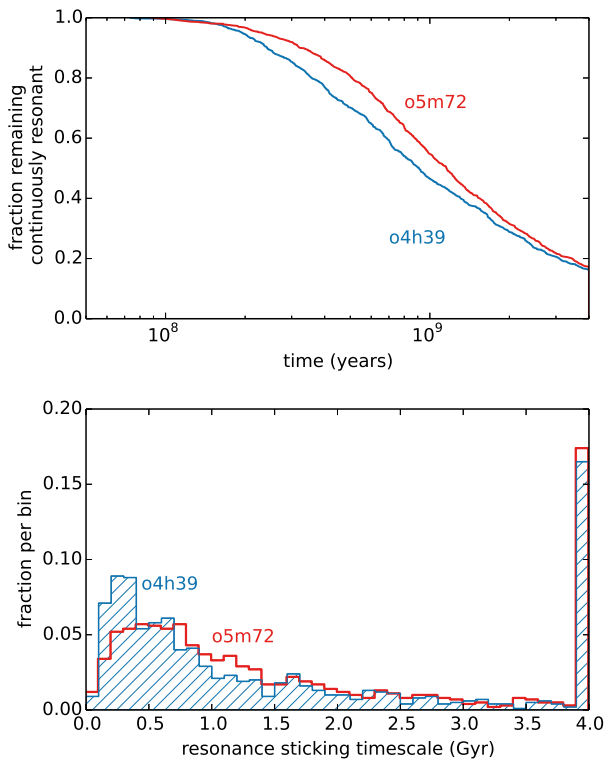 1.0
0.8
0.6
0.4
0.2
0.0
fraction remaining
continuously resonant
o5m72
o4h39
10^8
10^9
time (years)
0.20
0.15
0.10
0.05
0.00
fraction per bin
o4h39
o5m72
0.0 0.5 1.0 1.5 2.0 2.5 3.0 3.5 4.0
resonance sticking timescale (Gyr)